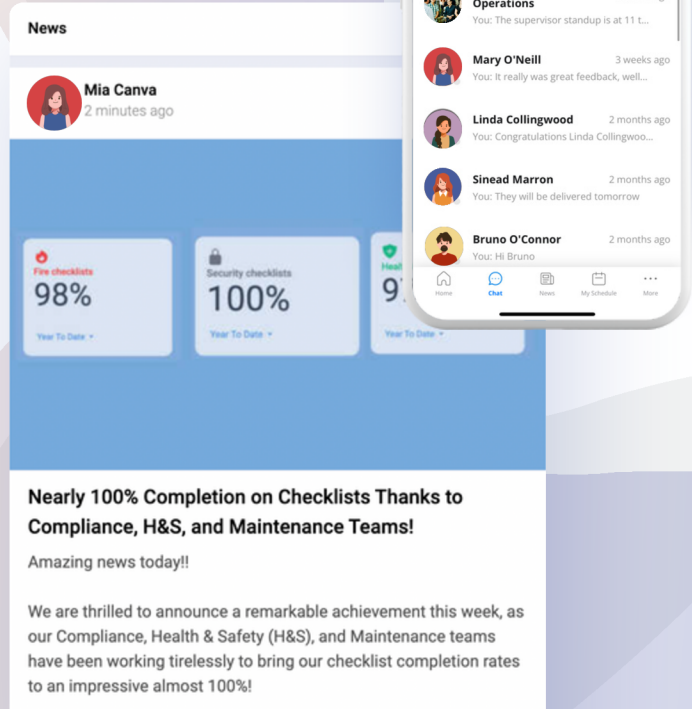 News
Mia Canva
2 minutes ago
Fire checklists
98%
Year To Date
Security checklists
100%
Year To Date
Year To Date
Nearly 100% Completion on Checklists Thanks to
Compliance, H&S, and Maintenance Teams!
Amazing news today!!
We are thrilled to announce a remarkable achievement this week, as
our Compliance, Health & Safety (H&S), and Maintenance teams
have been working tirelessly to bring our checklist completion rates
to an impressive almost 100%!
Operations
You: The supervisor standup is at 11 t...
Mary O'Neill 3 weeks ago
You: It really was great feedback, well...
Linda Collingwood 2 months ago
You: Congratulations Linda Collingwoo...
Sinead Marron 2 months ago
You: They will be delivered tomorrow
Bruno O'Connor 2 months ago
You: Hi Bruno
Home Chat News My Schedule More